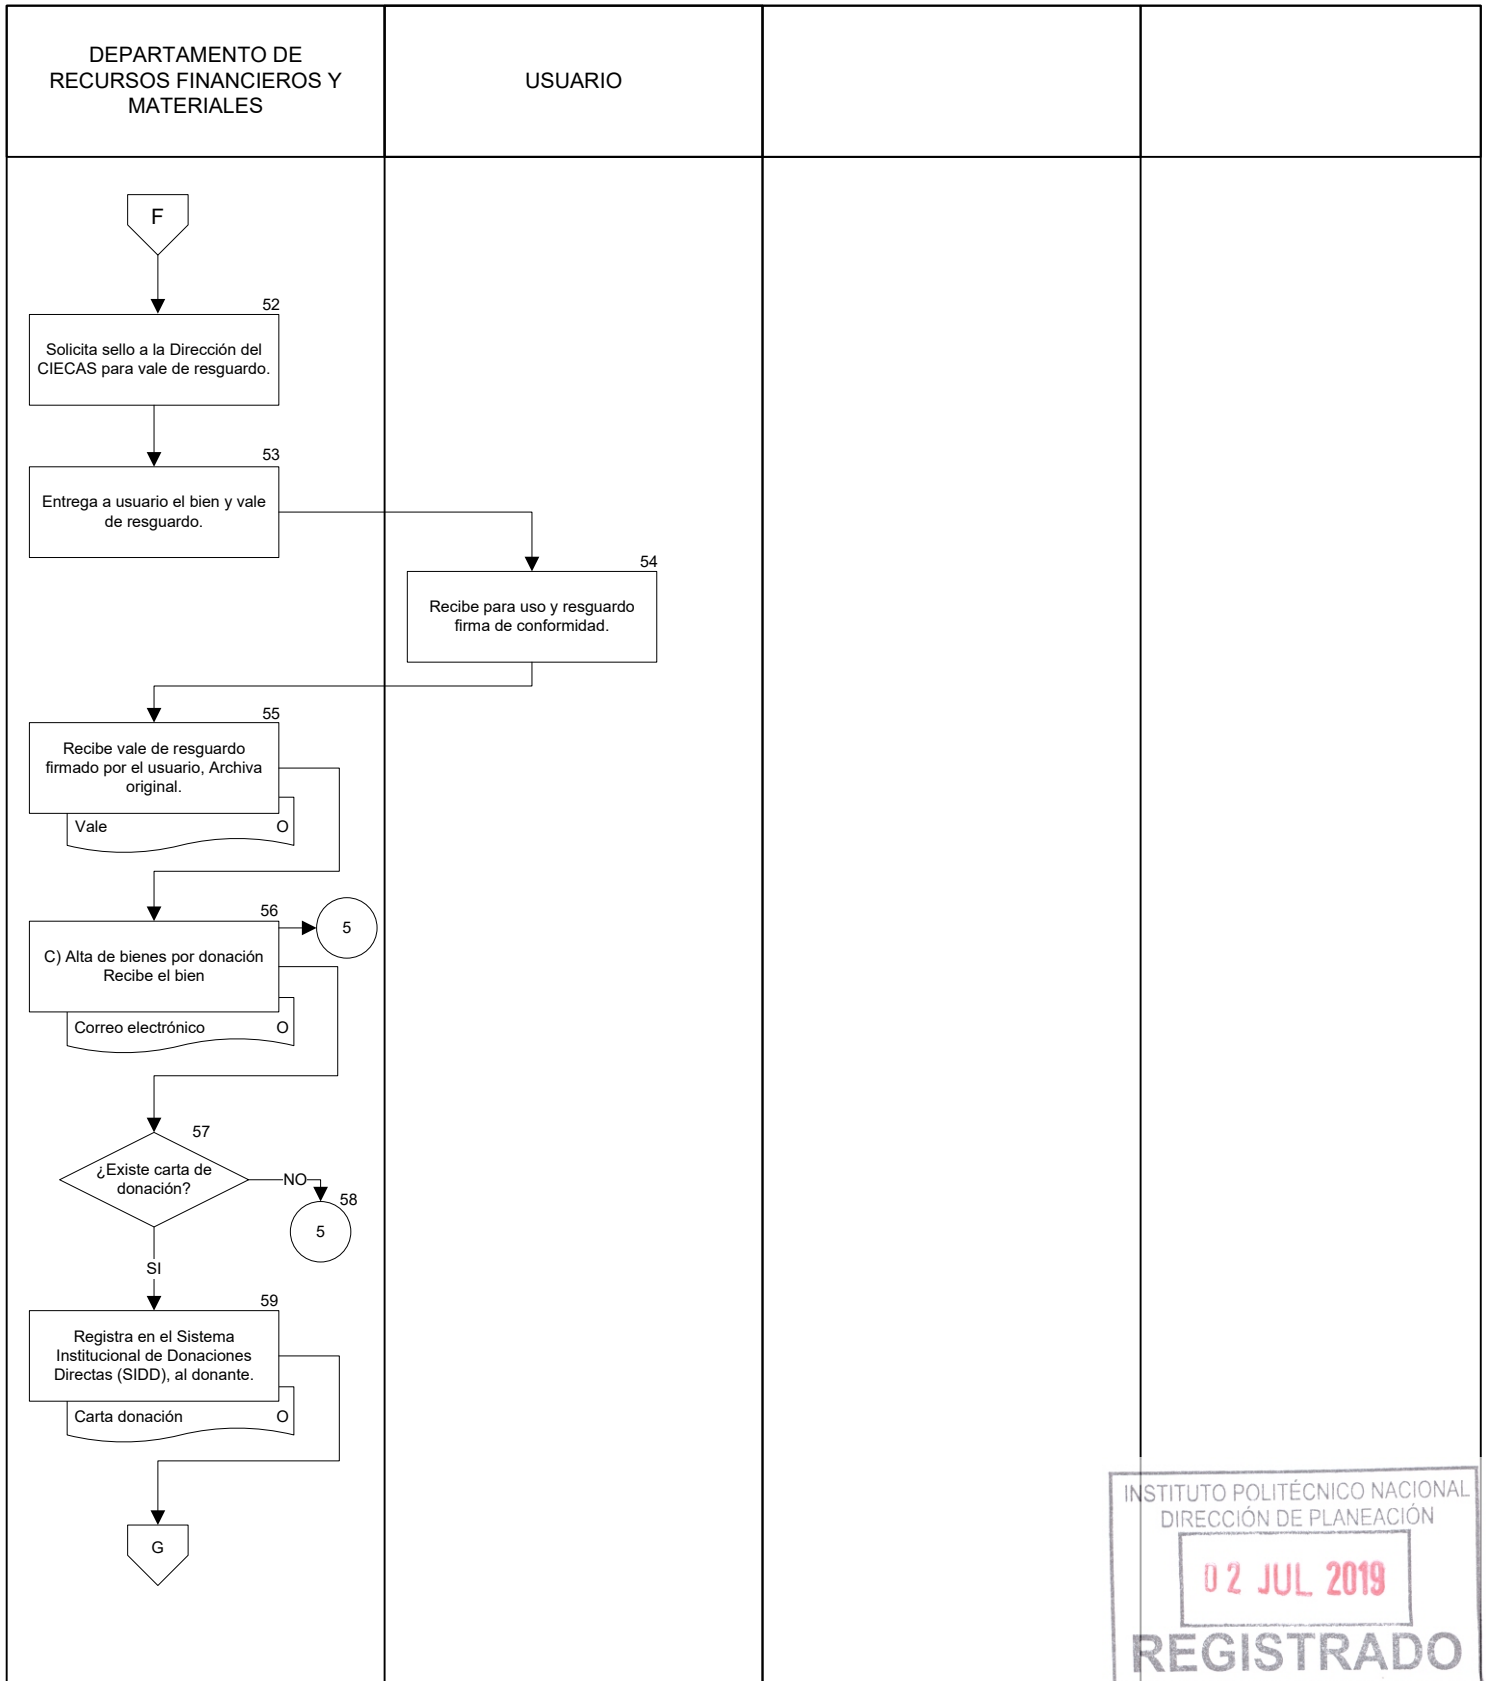 DEPARTAMENTO DE
RECURSOS FINANCIEROS Y
MATERIALES
USUARIO
F
52
Solicita sello a la Dirección del
CIECAS para vale de resguardo.
53
Entrega a usuario el bien y vale
de resguardo.
54
Recibe para uso y resguardo
firma de conformidad.
55
Recibe vale de resguardo
firmado por el usuario, Archiva
original.
Vale O
56
5
C) Alta de bienes por donación
Recibe el bien
Correo electrónico O
57
¿Existe carta de
donación?
NO
58
5
SI
59
Registra en el Sistema
Institucional de Donaciones
Directas (SIDD), al donante.
Carta donación O
G
INSTITUTO POLITÉCNICO NACIONAL
DIRECCIÓN DE PLANEACIÓN
02 JUL 2019
REGISTRADO